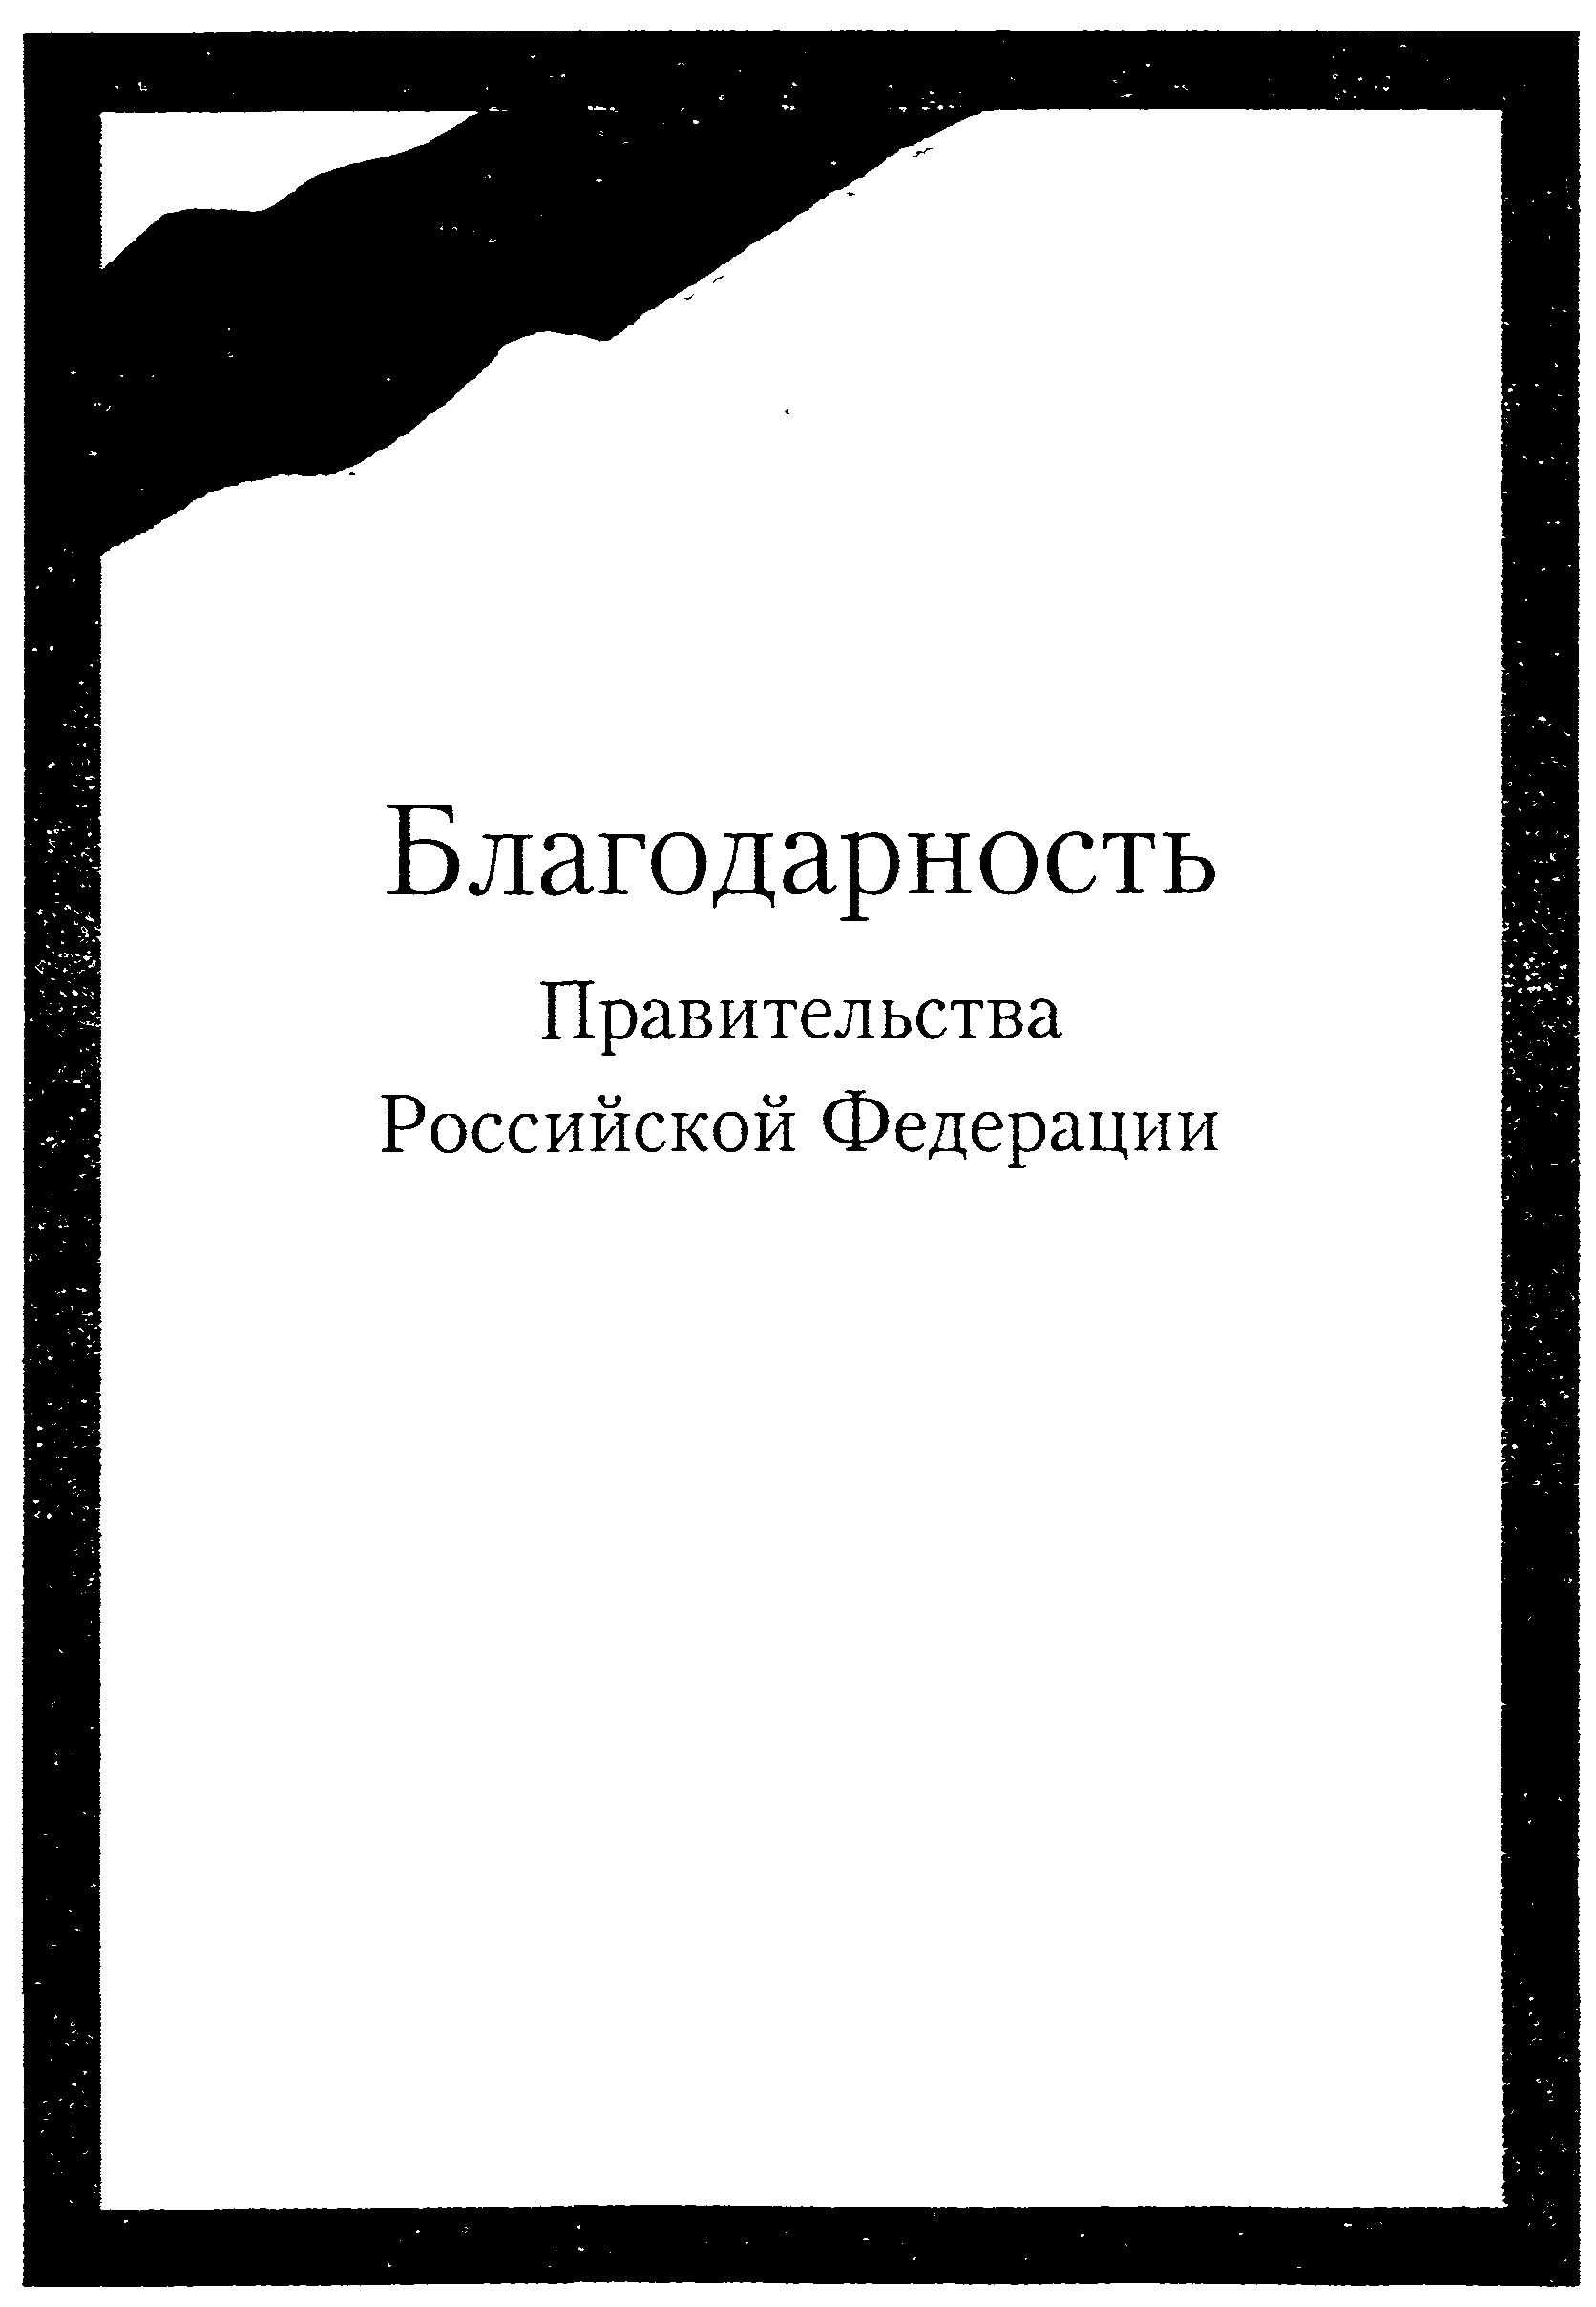 Благодарность
Правительства
Российской Федерации